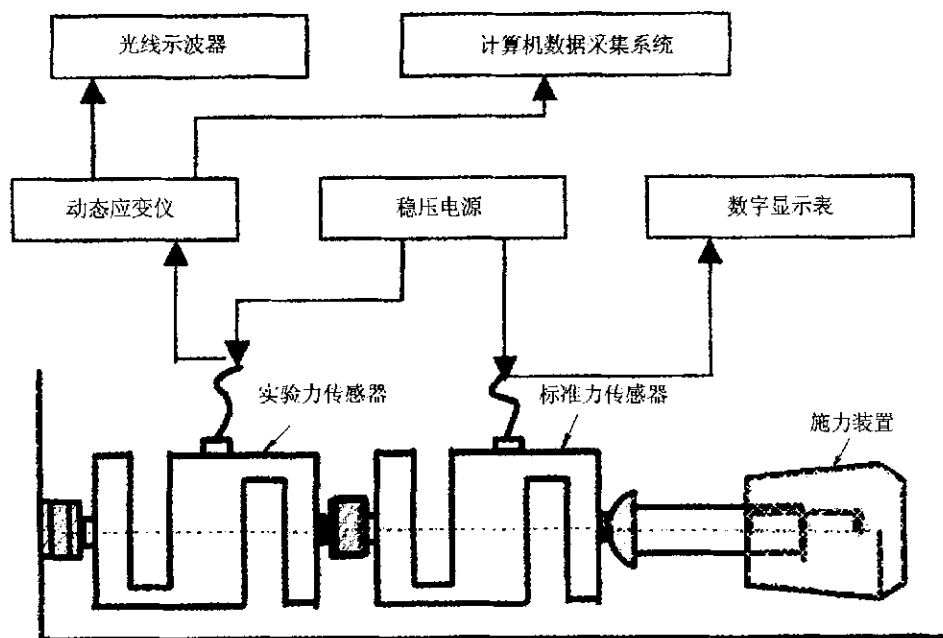 光线示波器
计算机数据采集系统
动态应变仪
稳压电源
数字显示表
实验力传感器
标准力传感器
施力装置